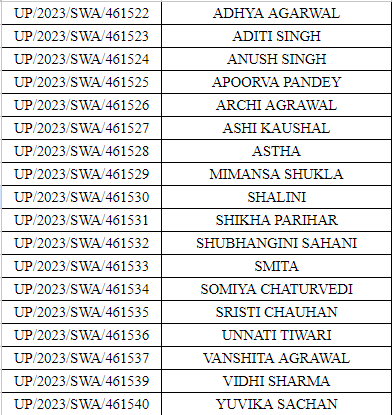 UP/2023/SWA/461522 ADHYA AGARWAL
UP/2023/SWA/461523 ADITI SINGH
UP/2023/SWA/461524 ANUSH SINGH
UP/2023/SWA/461525 APOORVA PANDEY
UP/2023/SWA/461526 ARCHI AGRAWAL
UP/2023/SWA/461527 ASHI KAUSHAL
UP/2023/SWA/461528 ASTHA
UP/2023/SWA/461529 MIMANSA SHUKLA
UP/2023/SWA/461530 SHALINI
UP/2023/SWA/461531 SHIKHA PARIHAR
UP/2023/SWA/461532 SHUBHANGINI SAHANI
UP/2023/SWA/461533 SMITA
UP/2023/SWA/461534 SOMIYA CHATURVEDI
UP/2023/SWA/461535 SRISTI CHAUHAN
UP/2023/SWA/461536 UNNATI TIWARI
UP/2023/SWA/461537 VANSHITA AGRAWAL
UP/2023/SWA/461539 VIDHI SHARMA
UP/2023/SWA/461540 YUVIKA SACHAN